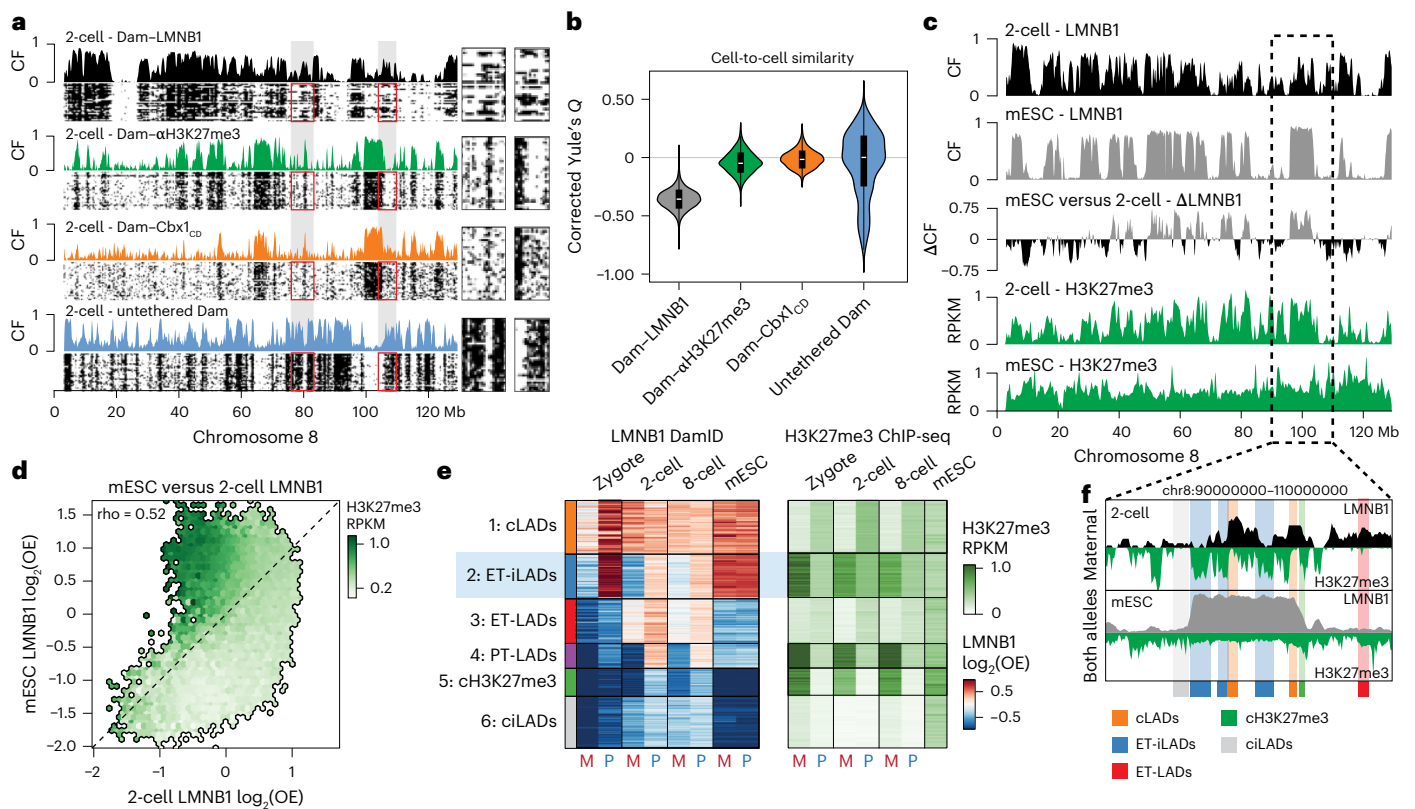 a
2-cell - Dam–LMNB1
1
CF
0
2-cell - Dam–αH3K27me3
1
CF
0
2-cell - Dam–Cbx1CD
1
CF
0
2-cell - untethered Dam
1
CF
0
0 20 40 60 80 100 120 Mb
Chromosome 8
b
Cell-to-cell similarity
Corrected Yule's Q
0.50
0
−0.50
−1.00
Dam–LMNB1
Dam–αH3K27me3
Dam–Cbx1CD
Untethered Dam
c
2-cell - LMNB1
1
CF
0
mESC - LMNB1
1
CF
0
mESC versus 2-cell - ΔLMNB1
0.75
ΔCF
0
−0.75
2-cell - H3K27me3
1
RPKM
0
mESC - H3K27me3
1
RPKM
0
0 20 40 60 80 100 120 Mb
Chromosome 8
d
mESC versus 2-cell LMNB1
rho = 0.52
H3K27me3
RPKM
1.0
0.2
mESC LMNB1 log2(OE)
1.5
1.0
0.5
0
−0.5
−1.0
−1.5
−2.0
−2 −1 0 1
2-cell LMNB1 log2(OE)
e
LMNB1 DamID
H3K27me3 ChIP-seq
Zygote 2-cell 8-cell mESC
Zygote 2-cell 8-cell mESC
1: cLADs
2: ET-iLADs
3: ET-LADs
4: PT-LADs
5: cH3K27me3
6: ciLADs
M P M P M P M P
M P M P M P
H3K27me3
RPKM
1.0
0
LMNB1
log2(OE)
0.5
−0.5
f
chr8:90000000–110000000
2-cell
LMNB1
Maternal
H3K27me3
mESC
LMNB1
Both alleles
H3K27me3
cLADs
cH3K27me3
ET-iLADs
ciLADs
ET-LADs